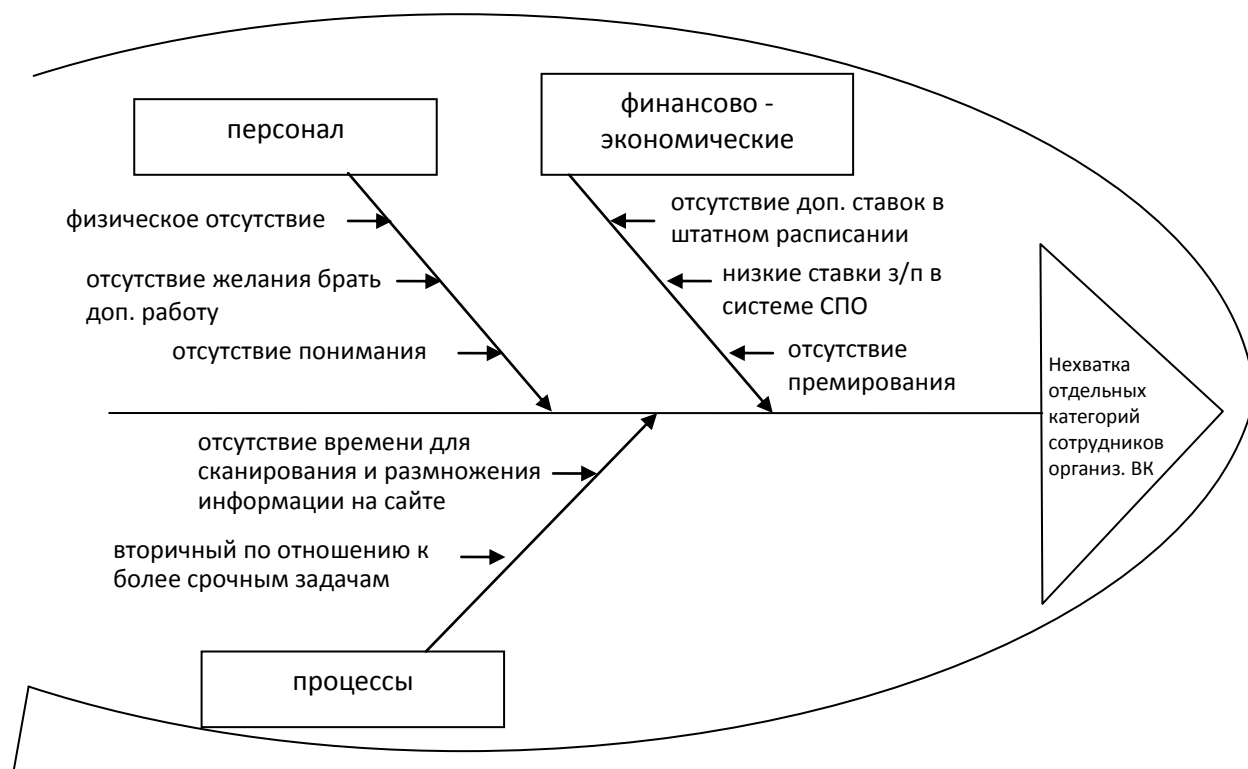 персонал
финансово -
экономические
физическое отсутствие
отсутствие желания брать
доп. работу
отсутствие понимания
отсутствие доп. ставок в
штатном расписании
низкие ставки з/п в
системе СПО
отсутствие
премирования
Нехватка
отдельных
категорий
сотрудников
организ. ВК
отсутствие времени для
сканирования и размножения
информации на сайте
вторичный по отношению к
более срочным задачам
процессы